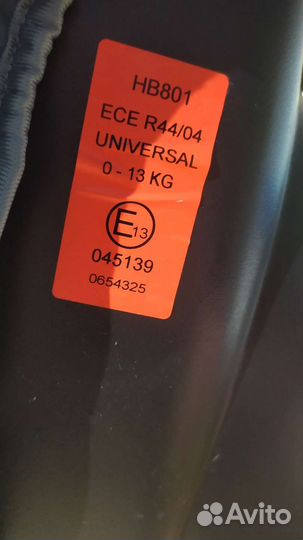 HB801
ECE R44/04
UNIVERSAL
0 - 13 KG
E13
045139
0654325
Avito